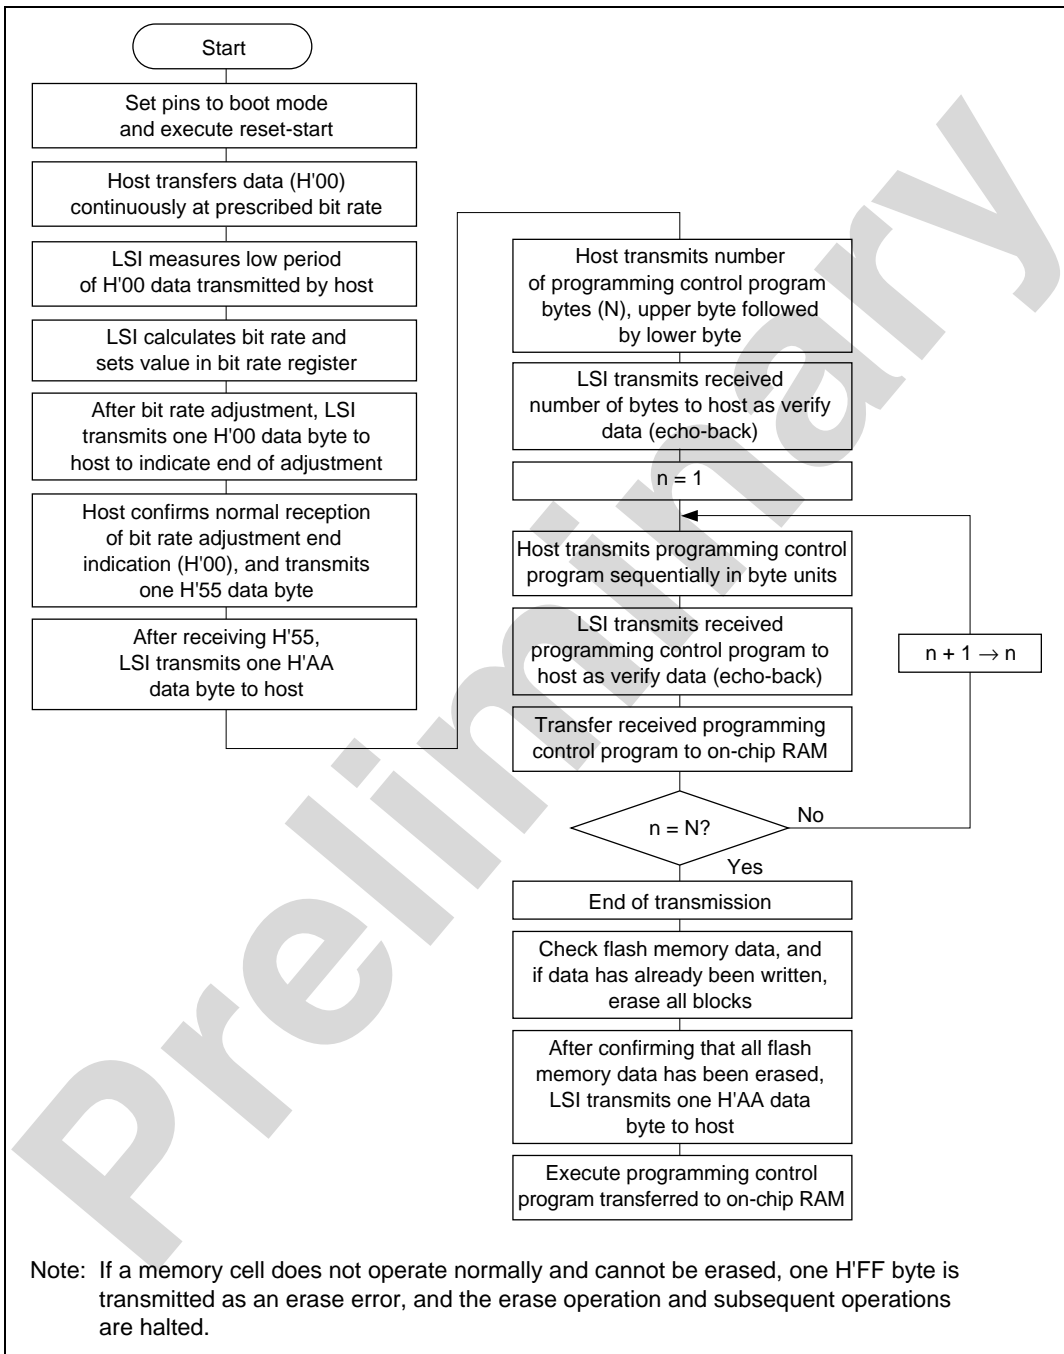 Start
Set pins to boot mode
and execute reset-start
Host transfers data (H'00)
continuously at prescribed bit rate
LSI measures low period
of H'00 data transmitted by host
LSI calculates bit rate and
sets value in bit rate register
After bit rate adjustment, LSI
transmits one H'00 data byte to
host to indicate end of adjustment
Host confirms normal reception
of bit rate adjustment end
indication (H'00), and transmits
one H'55 data byte
After receiving H'55,
LSI transmits one H'AA
data byte to host
Host transmits number
of programming control program
bytes (N), upper byte followed
by lower byte
LSI transmits received
number of bytes to host as verify
data (echo-back)
n = 1
Host transmits programming control
program sequentially in byte units
LSI transmits received
programming control program to
host as verify data (echo-back)
n + 1 → n
Transfer received programming
control program to on-chip RAM
n = N?
No
Yes
End of transmission
Check flash memory data, and
if data has already been written,
erase all blocks
After confirming that all flash
memory data has been erased,
LSI transmits one H'AA data
byte to host
Execute programming control
program transferred to on-chip RAM
Note: If a memory cell does not operate normally and cannot be erased, one H'FF byte is
transmitted as an erase error, and the erase operation and subsequent operations
are halted.
Preliminary